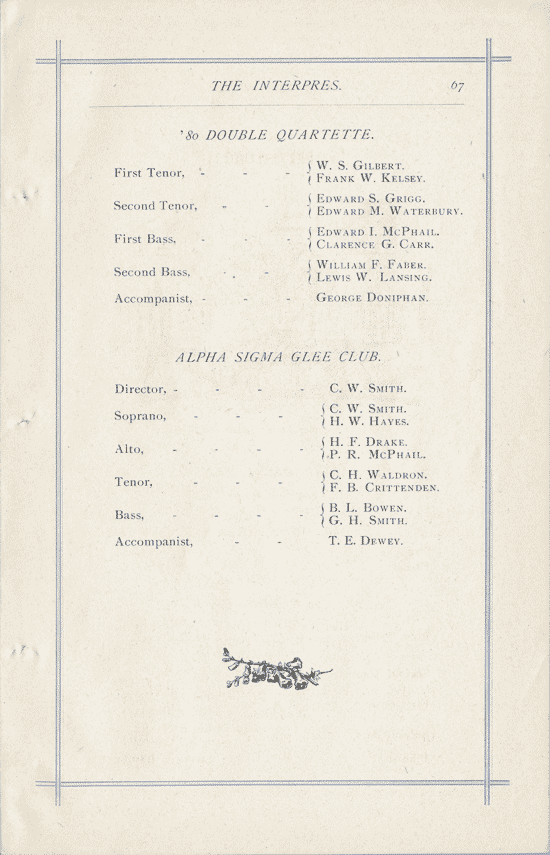 THE INTERPRES. 67
'80 DOUBLE QUARTETTE.
First Tenor, - - - { W. S. GILBERT.
{ FRANK W. KELSEY.
Second Tenor, - - { EDWARD S. GRIGG.
{ EDWARD M. WATERBURY.
First Bass, - - - { EDWARD I. MCPHAIL.
{ CLARENCE G. CARR.
Second Bass, - - { WILLIAM F. FABER.
{ LEWIS W. LANSING.
Accompanist, - - - GEORGE DONIPHAN.
ALPHA SIGMA GLEE CLUB.
Director, - - - - C. W. SMITH.
Soprano, - - - { C. W. SMITH.
{ H. W. HAYES.
Alto, - - - - { H. F. DRAKE.
{ P. R. MCPHAIL.
Tenor, - - - { C. H. WALDRON.
{ F. B. CRITTENDEN.
Bass, - - - - { B. L. BOWEN.
{ G. H. SMITH.
Accompanist, - - T. E. DEWEY.